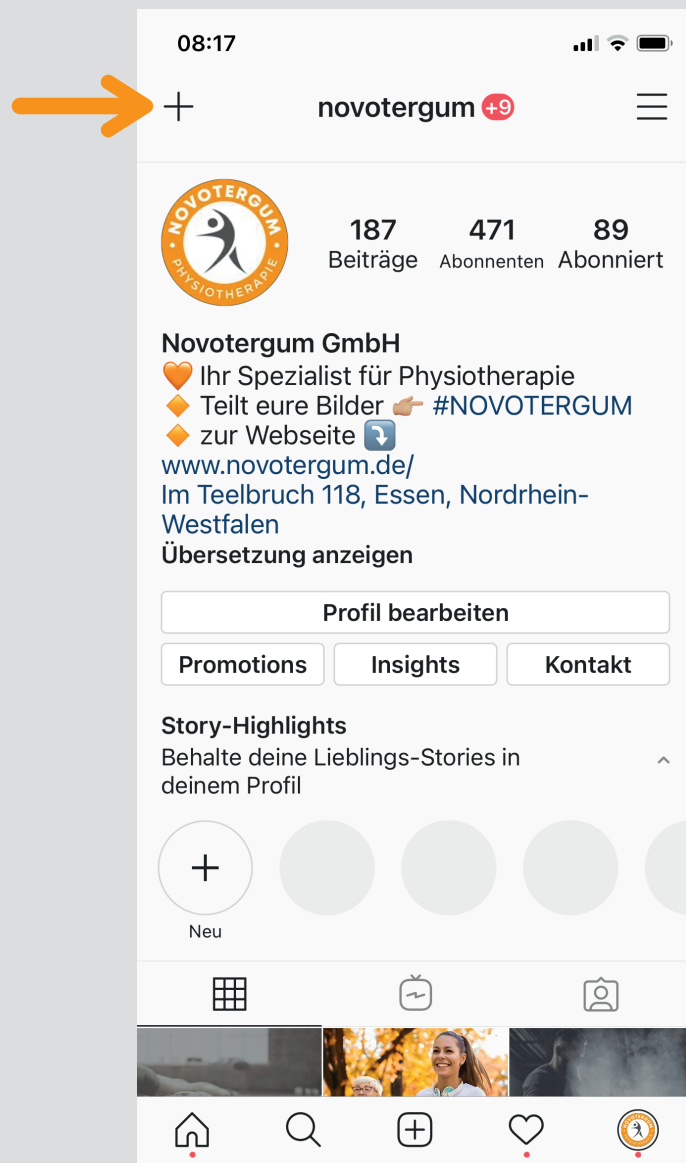 08:17
novotergum +9
NOVOTERGUM
PHYSIOTHERAPIE
187 471 89
Beiträge Abonnenten Abonniert
Novotergum GmbH
🧡 Ihr Spezialist für Physiotherapie
🔸 Teilt eure Bilder 👉🏼 #NOVOTERGUM
🔸 zur Webseite ⤵️
www.novotergum.de/
Im Teelbruch 118, Essen, Nordrhein-
Westfalen
Übersetzung anzeigen
Profil bearbeiten
Promotions Insights Kontakt
Story-Highlights
Behalte deine Lieblings-Stories in
deinem Profil
Neu